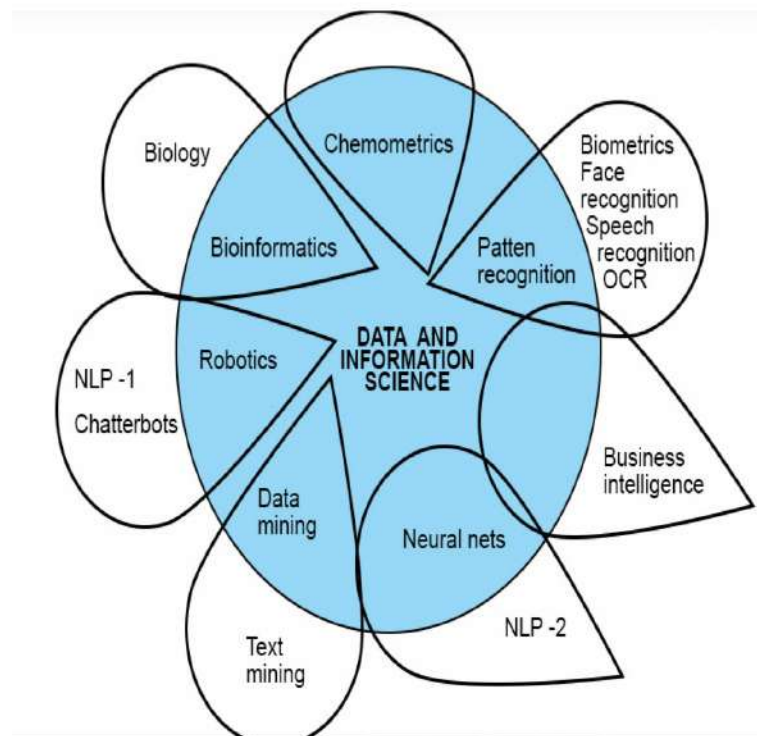 Chemometrics
Biology
Bioinformatics
Biometrics
Face
recognition
Speech
recognition
OCR
Patten
recognition
DATA AND
INFORMATION
SCIENCE
Robotics
NLP -1
Chatterbots
Business
intelligence
Data
mining
Neural nets
NLP -2
Text
mining